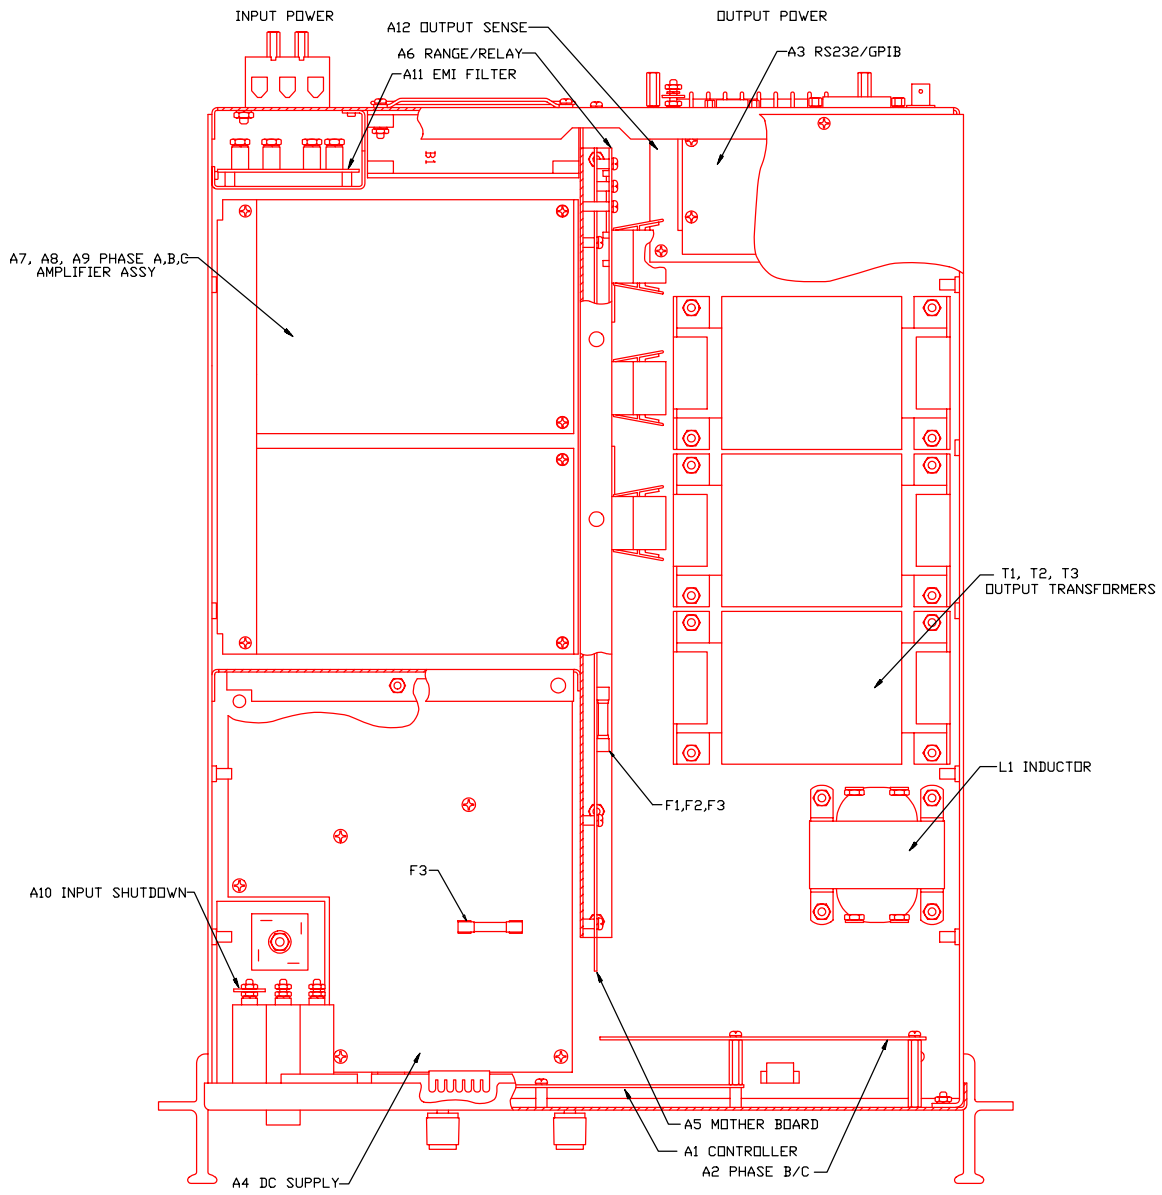 INPUT POWER
OUTPUT POWER
A12 OUTPUT SENSE
A6 RANGE/RELAY
A3 RS232/GPIB
A11 EMI FILTER
B1
A7, A8, A9 PHASE A,B,C
AMPLIFIER ASSY
T1, T2, T3
OUTPUT TRANSFORMERS
L1 INDUCTOR
F1,F2,F3
F3
A10 INPUT SHUTDOWN
A5 MOTHER BOARD
A1 CONTROLLER
A2 PHASE B/C
A4 DC SUPPLY